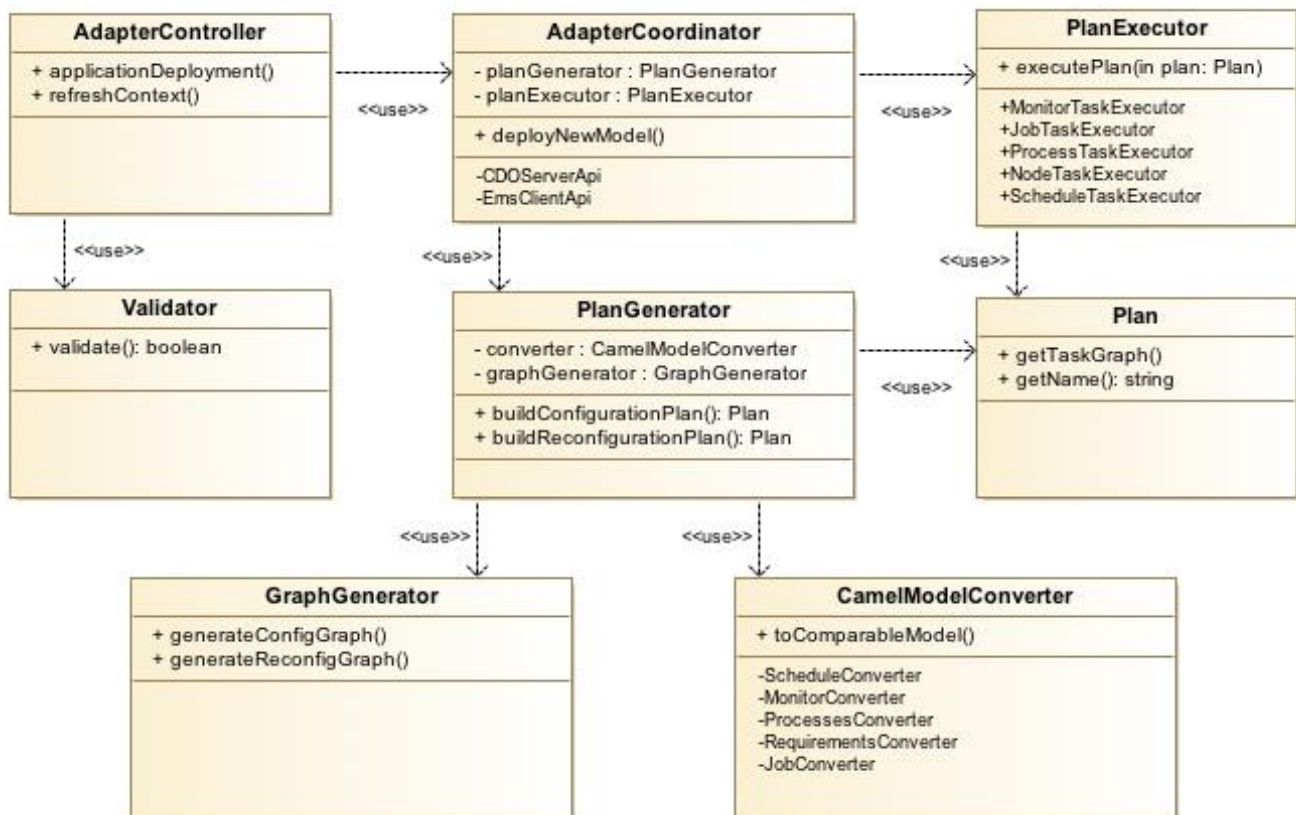 AdapterController
+ applicationDeployment()
+ refreshContext()
<<use>>
AdapterCoordinator
- planGenerator : PlanGenerator
- planExecutor : PlanExecutor
+ deployNewModel()
-CDOServerApi
-EmsClientApi
<<use>>
PlanExecutor
+ executePlan(in plan: Plan)
+MonitorTaskExecutor
+JobTaskExecutor
+ProcessTaskExecutor
+NodeTaskExecutor
+ScheduleTaskExecutor
<<use>>
<<use>>
<<use>>
Validator
+ validate(): boolean
PlanGenerator
- converter : CamelModelConverter
- graphGenerator : GraphGenerator
+ buildConfigurationPlan(): Plan
+ buildReconfigurationPlan(): Plan
<<use>>
Plan
+ getTaskGraph()
+ getName(): string
<<use>>
<<use>>
GraphGenerator
+ generateConfigGraph()
+ generateReconfigGraph()
CamelModelConverter
+ toComparableModel()
-ScheduleConverter
-MonitorConverter
-ProcessesConverter
-RequirementsConverter
-JobConverter